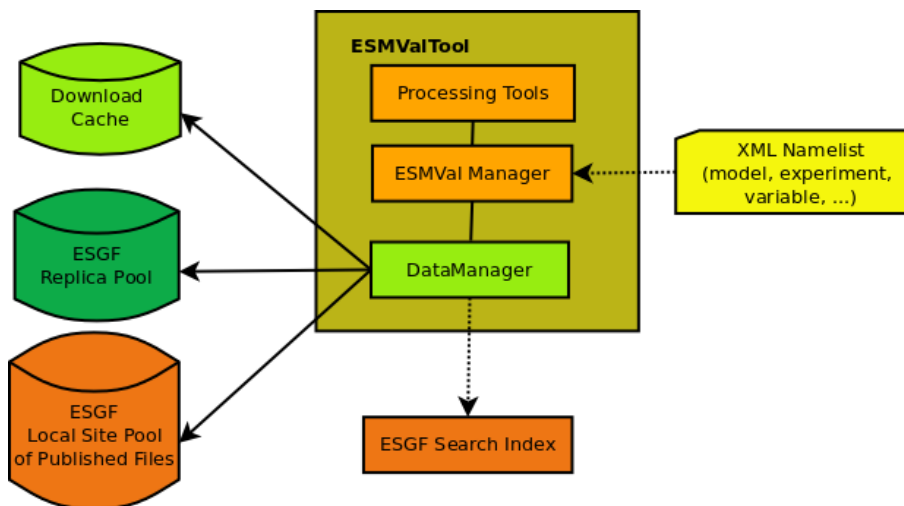 ESMValTool
Download
Cache
Processing Tools
ESMVal Manager
XML Namelist
(model, experiment,
variable, ...)
ESGF
Replica Pool
DataManager
ESGF
Local Site Pool
of Published Files
ESGF Search Index